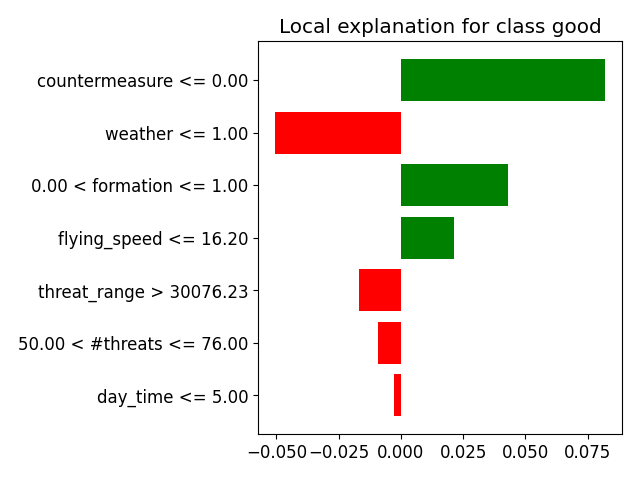 Local explanation for class good
countermeasure <= 0.00
weather <= 1.00
0.00 < formation <= 1.00
flying_speed <= 16.20
threat_range > 30076.23
50.00 < #threats <= 76.00
day_time <= 5.00
−0.050 −0.025 0.000 0.025 0.050 0.075